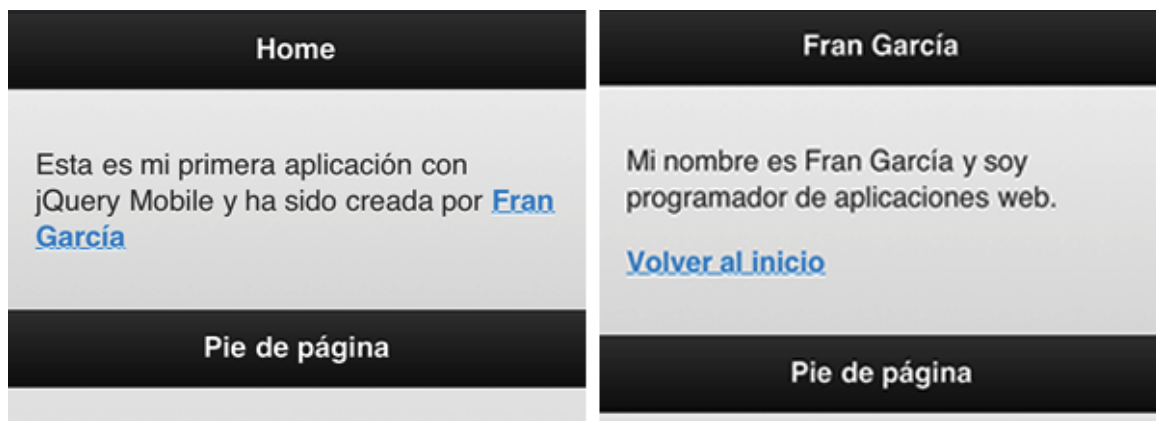 Home
Esta es mi primera aplicación con
jQuery Mobile y ha sido creada por Fran
García
Pie de página
Fran García
Mi nombre es Fran García y soy
programador de aplicaciones web.
Volver al inicio
Pie de página